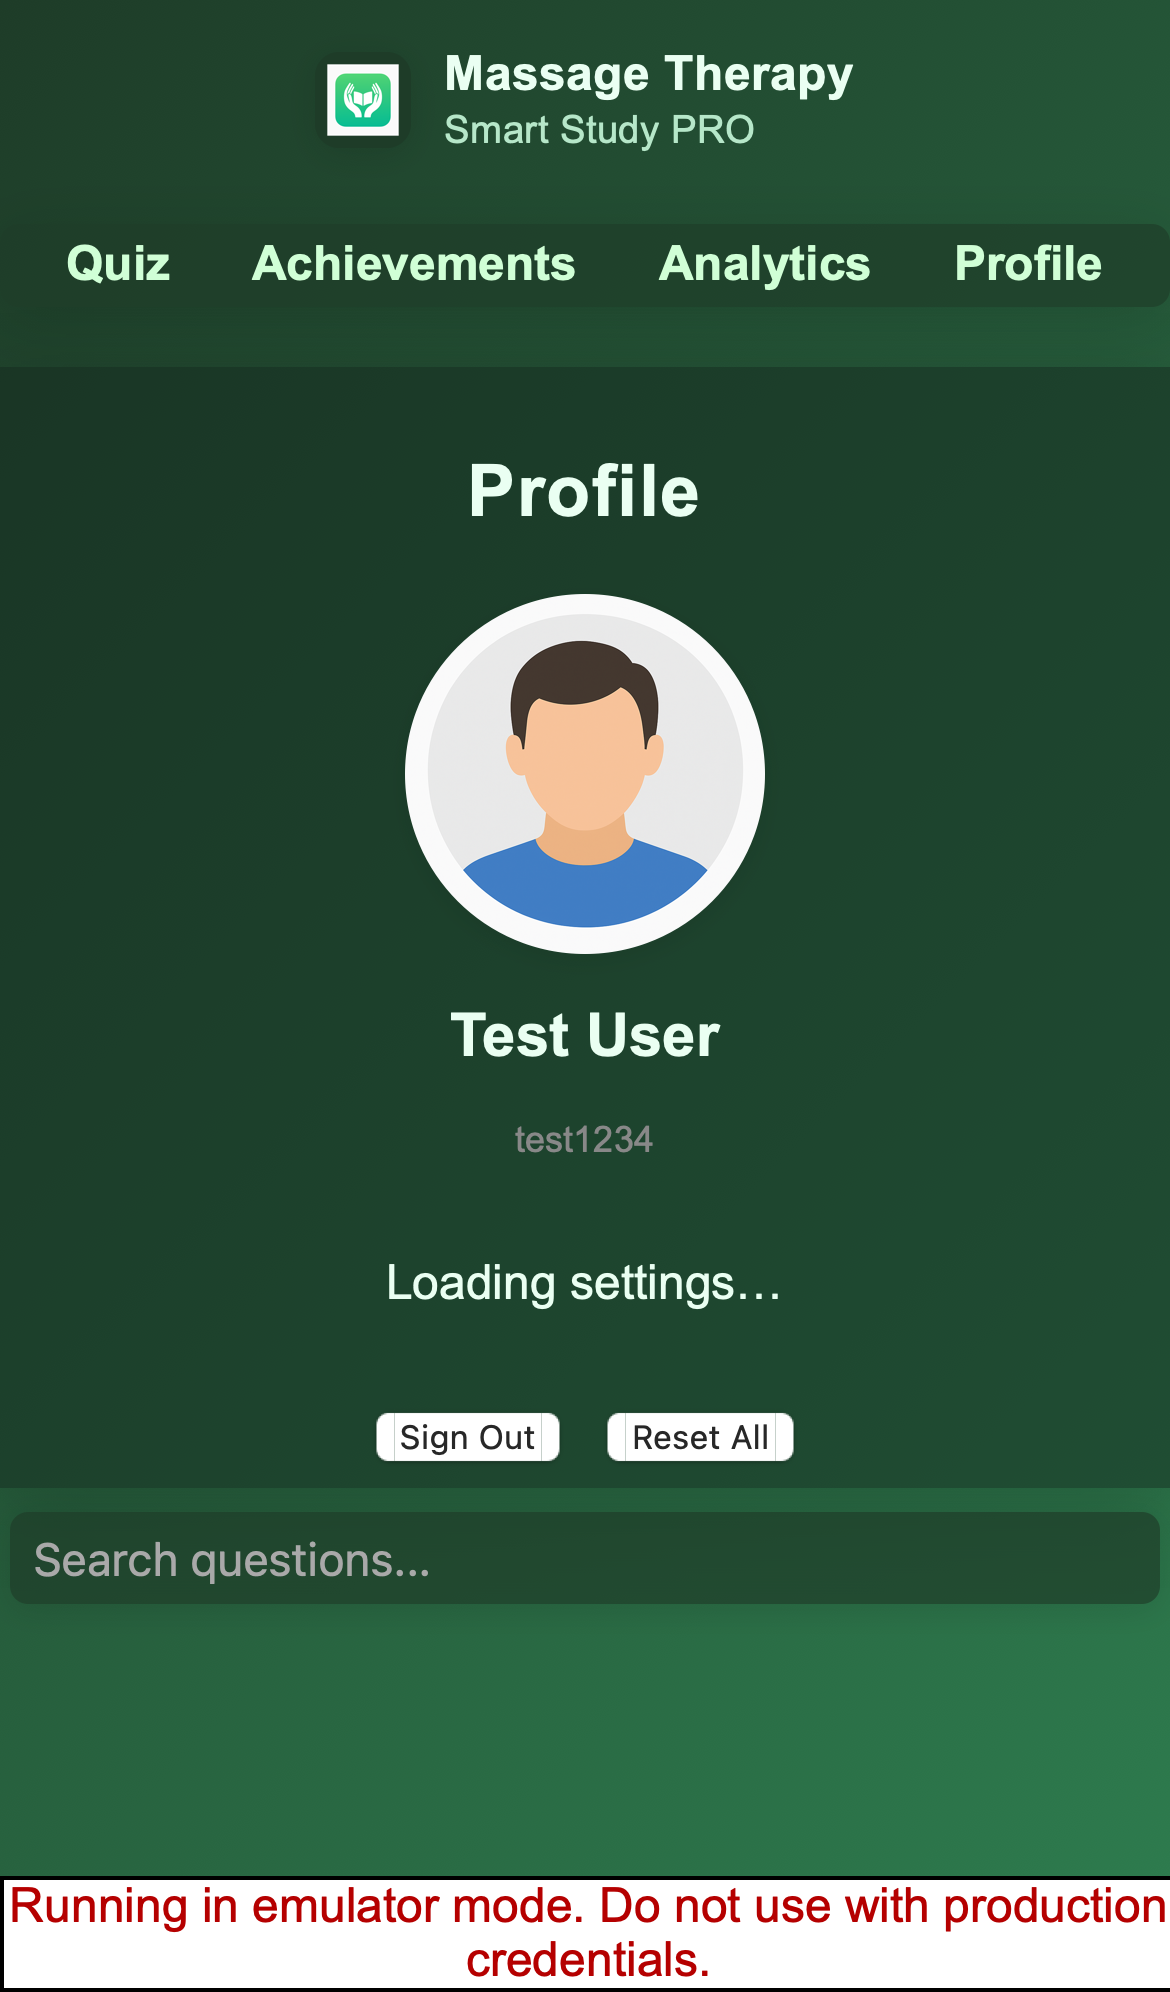 Massage Therapy
Smart Study PRO
Quiz Achievements Analytics Profile
Profile
Test User
test1234
Loading settings…
Sign Out Reset All
Search questions...
Running in emulator mode. Do not use with production
credentials.